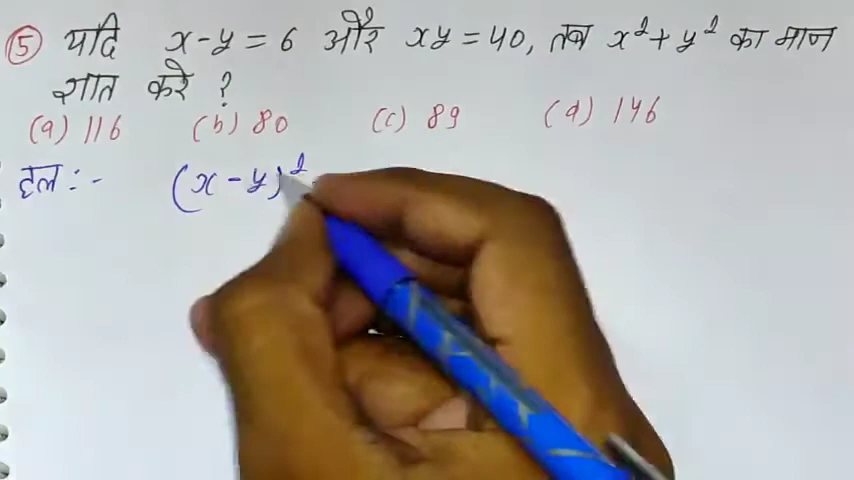 ⑤ यदि x-y = 6 और xy = 40, तब x²+y² का मान
ज्ञात करे ?
(a) 116 (b) 80 (c) 89 (d) 146
हल :- (x-y)²